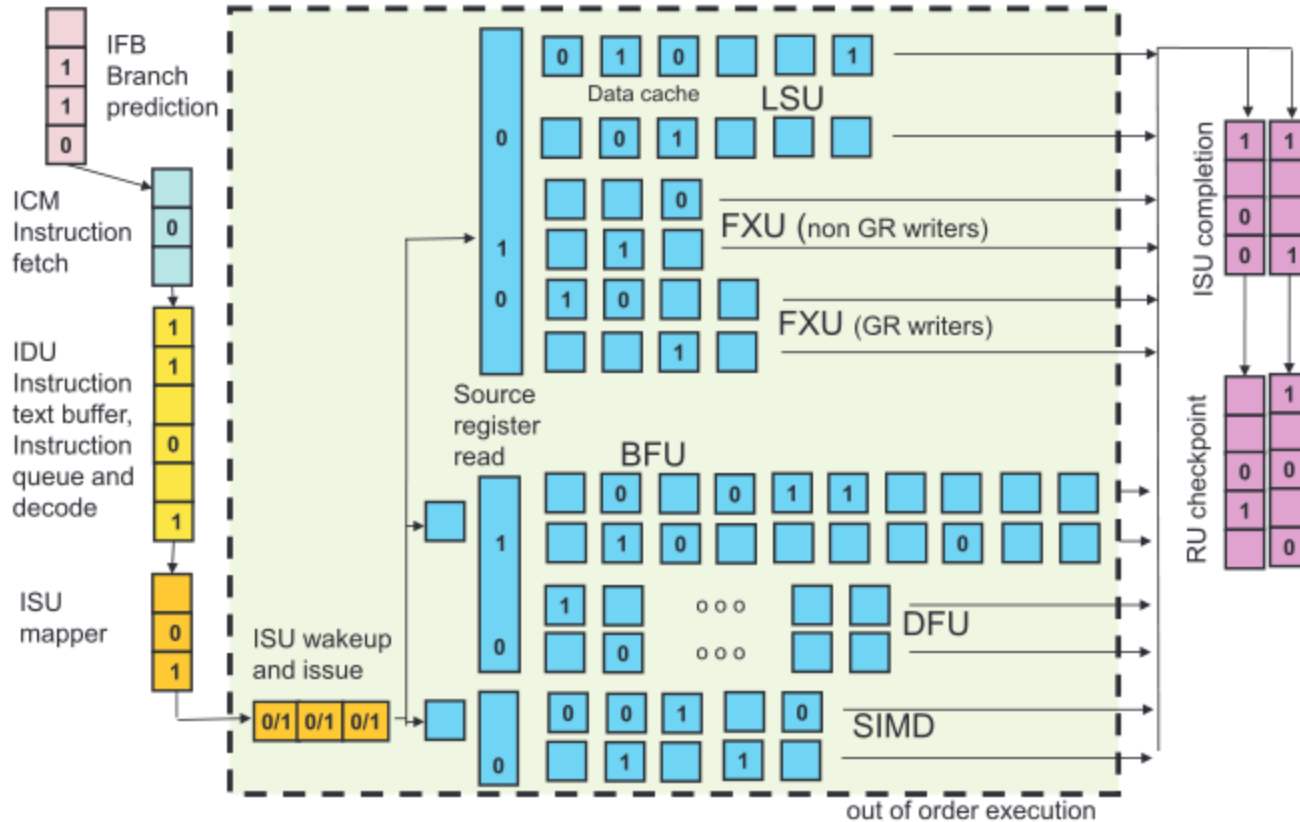 IFB
Branch
prediction
1
1
0
ICM
Instruction
fetch
0
IDU
Instruction
text buffer,
Instruction
queue and
decode
1
1
0
1
ISU
mapper
0
1
ISU wakeup
and issue
0/1 0/1 0/1
0
1
0
Source
register
read
1
0
0
0 1 0 1
Data cache
LSU
0 1
0
FXU (non GR writers)
1
1 0
FXU (GR writers)
1
BFU
0 0 1 1
1 0 0
1 o o o
DFU
0 o o o
0 0 1 0
SIMD
1 1
out of order execution
ISU completion
1 1
0
0 1
RU checkpoint
1
0 0
1
0